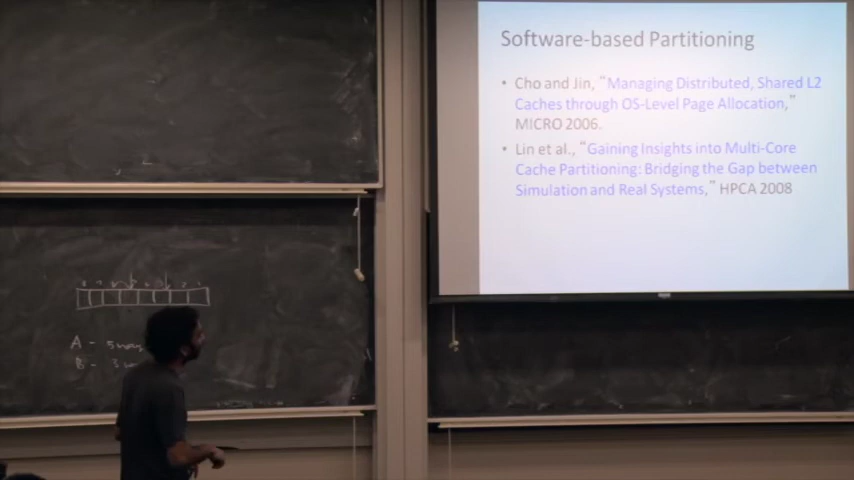 Software-based Partitioning
• Cho and Jin, “Managing Distributed, Shared L2
Caches through OS-Level Page Allocation,”
MICRO 2006.
• Lin et al., “Gaining Insights into Multi-Core
Cache Partitioning: Bridging the Gap between
Simulation and Real Systems,” HPCA 2008
A -
B - 3